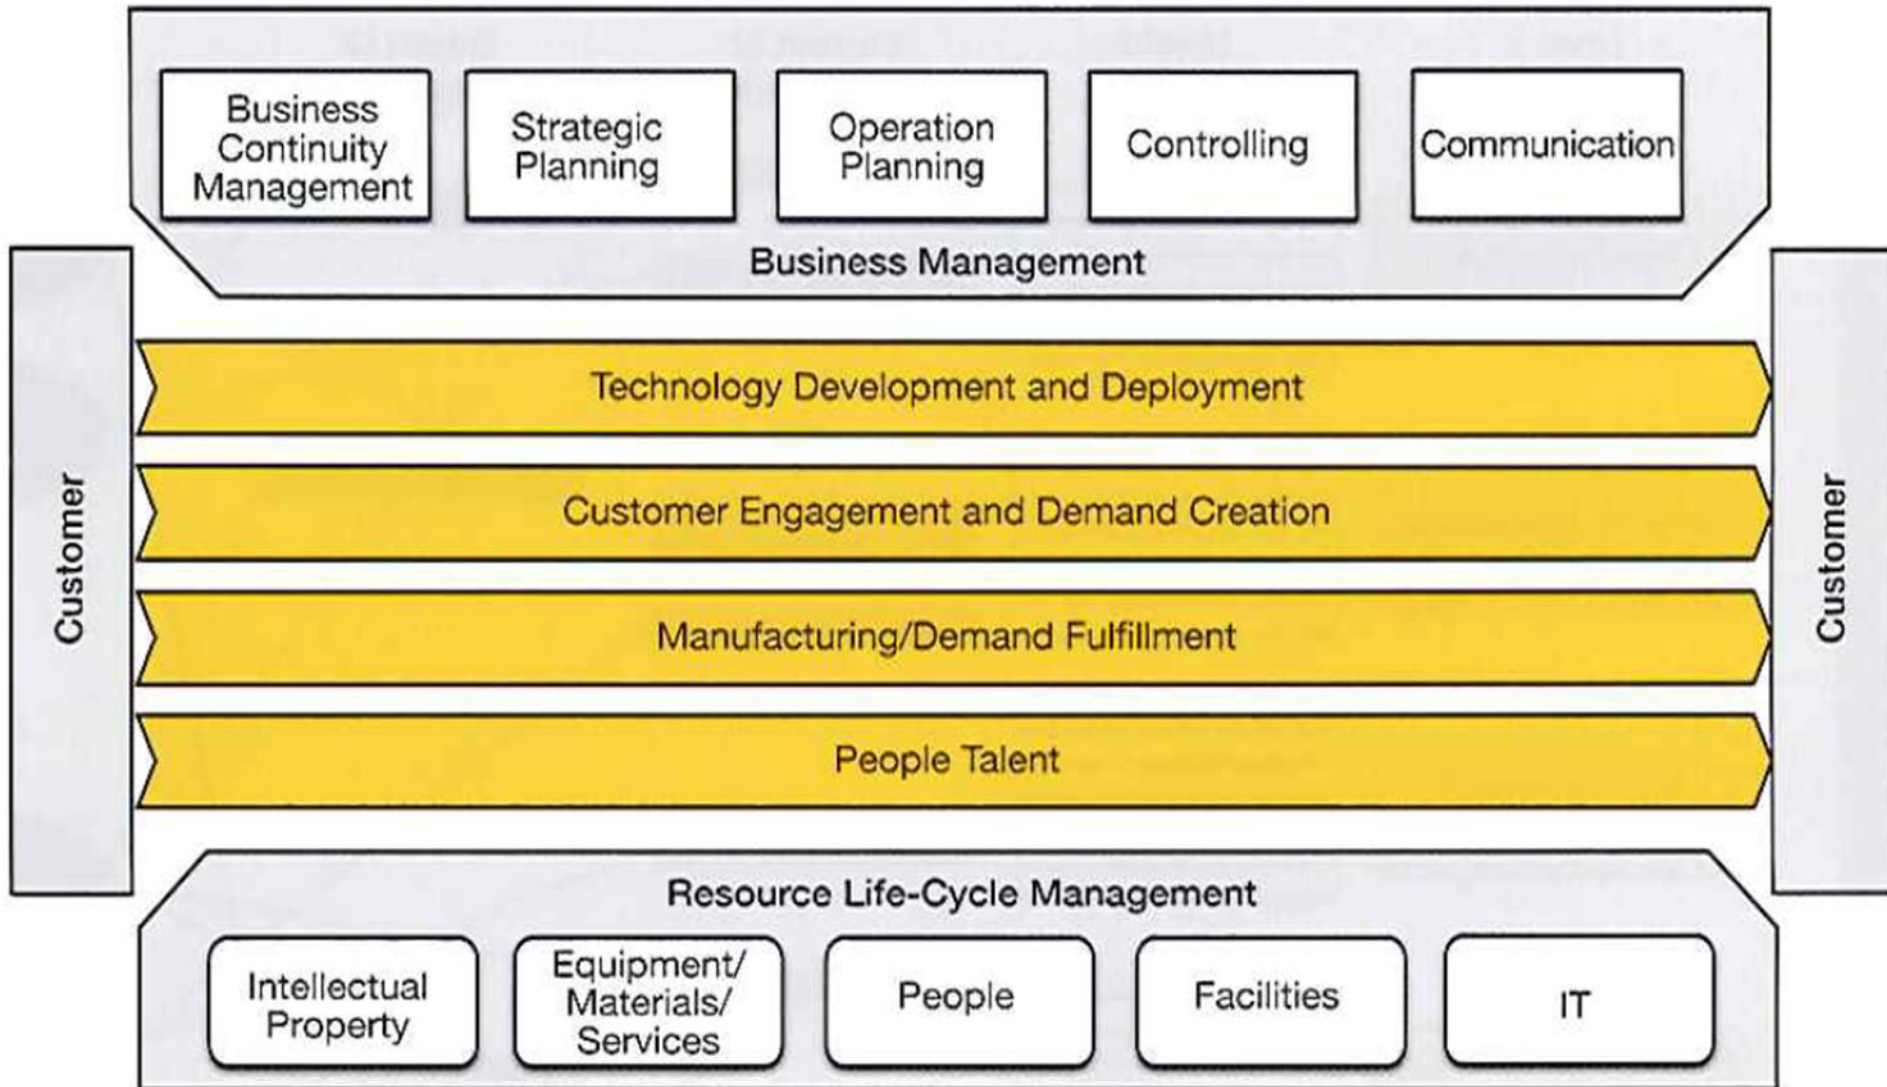 Business
Continuity
Management
Strategic
Planning
Operation
Planning
Controlling
Communication
Business Management
Customer
Technology Development and Deployment
Customer Engagement and Demand Creation
Manufacturing/Demand Fulfillment
People Talent
Customer
Resource Life-Cycle Management
Intellectual
Property
Equipment/
Materials/
Services
People
Facilities
IT